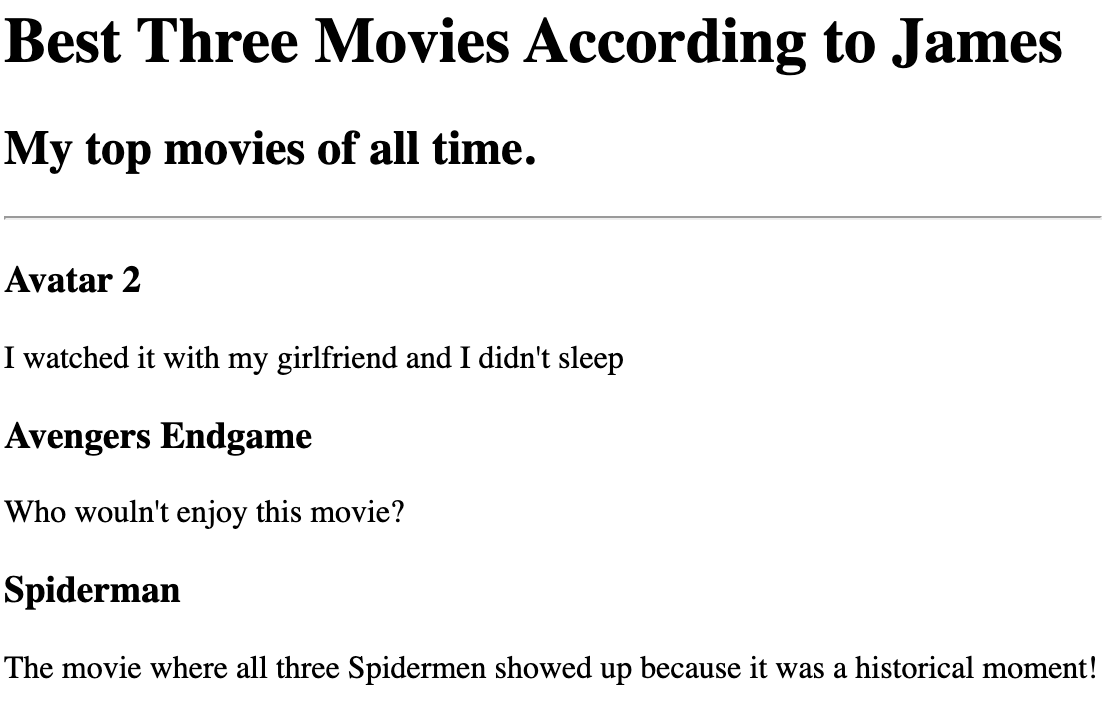 Best Three Movies According to James
My top movies of all time.
Avatar 2
I watched it with my girlfriend and I didn't sleep
Avengers Endgame
Who wouln't enjoy this movie?
Spiderman
The movie where all three Spidermen showed up because it was a historical moment!